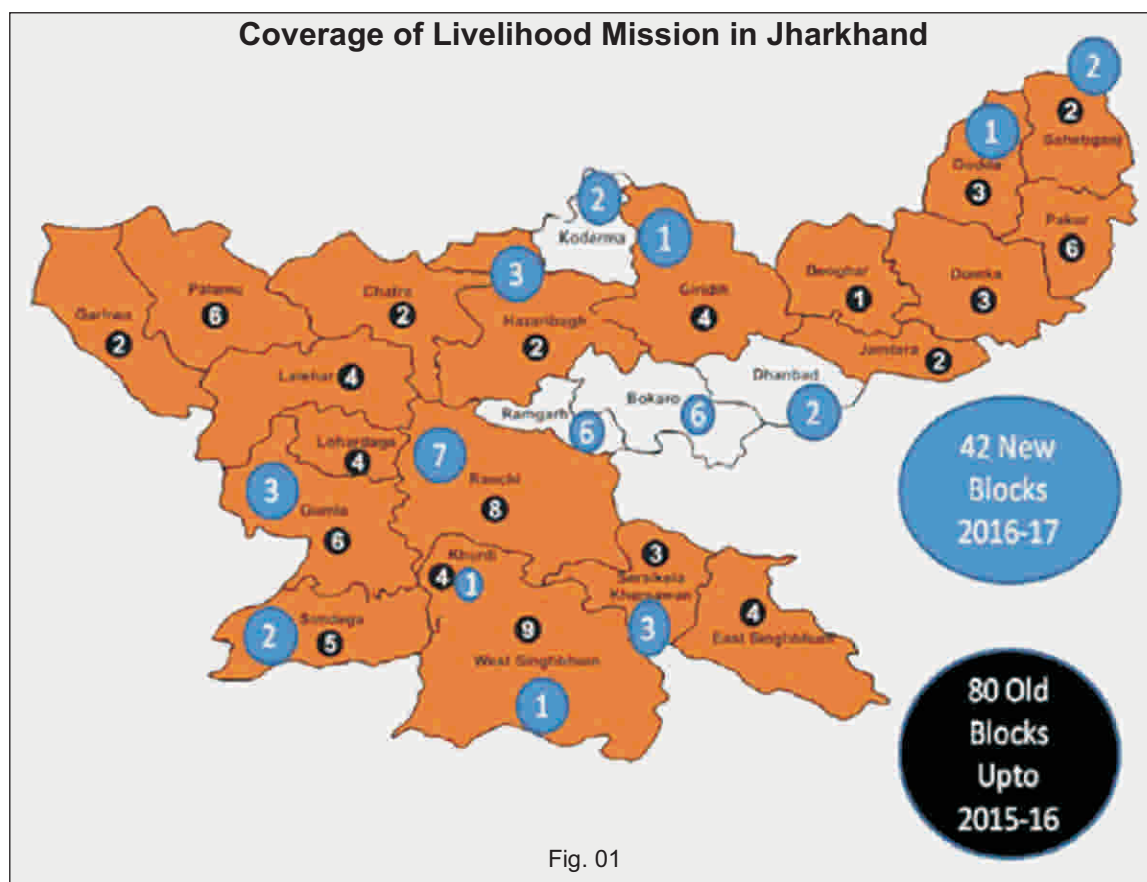 Coverage of Livelihood Mission in Jharkhand
2
2
Sahebganj
1
Godda
3
Pakur
6
2
Koderma
1
3
Giridih
4
Deoghar
1
Dumka
3
Palamu
6
Chatra
2
Garhwa
2
Hazaribagh
2
Jamtara
2
Latehar
4
Dhanbad
2
Bokaro
6
Ramgarh
6
Lohardaga
4
7
Ranchi
8
3
Gumla
6
Khunti
4
1
3
Seraikela
Kharsawan
3
4
East Singhbhum
2
Simdega
5
9
West Singhbhum
1
42 New
Blocks
2016-17
80 Old
Blocks
Upto
2015-16
Fig. 01